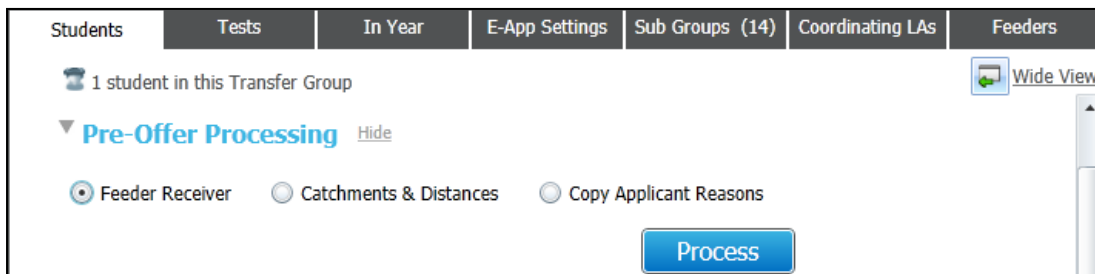 Students Tests In Year E-App Settings Sub Groups (14) Coordinating LAs Feeders
1 student in this Transfer Group Wide View
Pre-Offer Processing Hide
Feeder Receiver Catchments & Distances Copy Applicant Reasons
Process